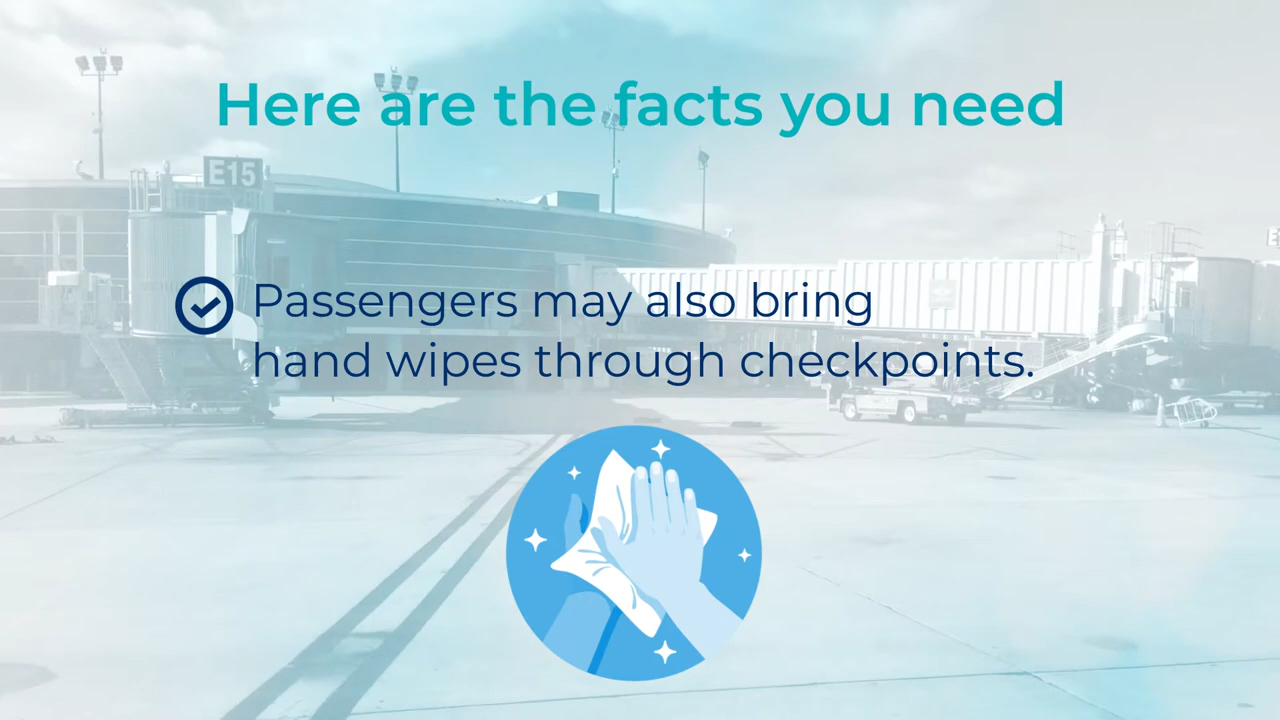 Here are the facts you need
E15
Passengers may also bring
hand wipes through checkpoints.